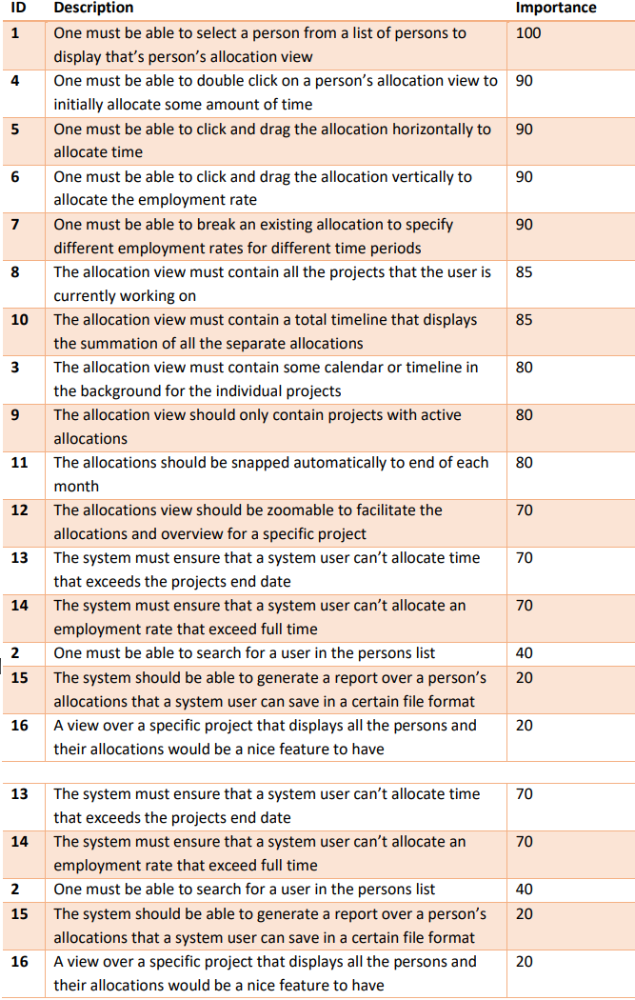 ID Description Importance
1 One must be able to select a person from a list of persons to 100
display that’s person’s allocation view
4 One must be able to double click on a person’s allocation view to 90
initially allocate some amount of time
5 One must be able to click and drag the allocation horizontally to 90
allocate time
6 One must be able to click and drag the allocation vertically to 90
allocate the employment rate
7 One must be able to break an existing allocation to specify 90
different employment rates for different time periods
8 The allocation view must contain all the projects that the user is 85
currently working on
10 The allocation view must contain a total timeline that displays 85
the summation of all the separate allocations
3 The allocation view must contain some calendar or timeline in 80
the background for the individual projects
9 The allocation view should only contain projects with active 80
allocations
11 The allocations should be snapped automatically to end of each 80
month
12 The allocations view should be zoomable to facilitate the 70
allocations and overview for a specific project
13 The system must ensure that a system user can’t allocate time 70
that exceeds the projects end date
14 The system must ensure that a system user can’t allocate an 70
employment rate that exceed full time
2 One must be able to search for a user in the persons list 40
15 The system should be able to generate a report over a person’s 20
allocations that a system user can save in a certain file format
16 A view over a specific project that displays all the persons and 20
their allocations would be a nice feature to have
13 The system must ensure that a system user can’t allocate time 70
that exceeds the projects end date
14 The system must ensure that a system user can’t allocate an 70
employment rate that exceed full time
2 One must be able to search for a user in the persons list 40
15 The system should be able to generate a report over a person’s 20
allocations that a system user can save in a certain file format
16 A view over a specific project that displays all the persons and 20
their allocations would be a nice feature to have